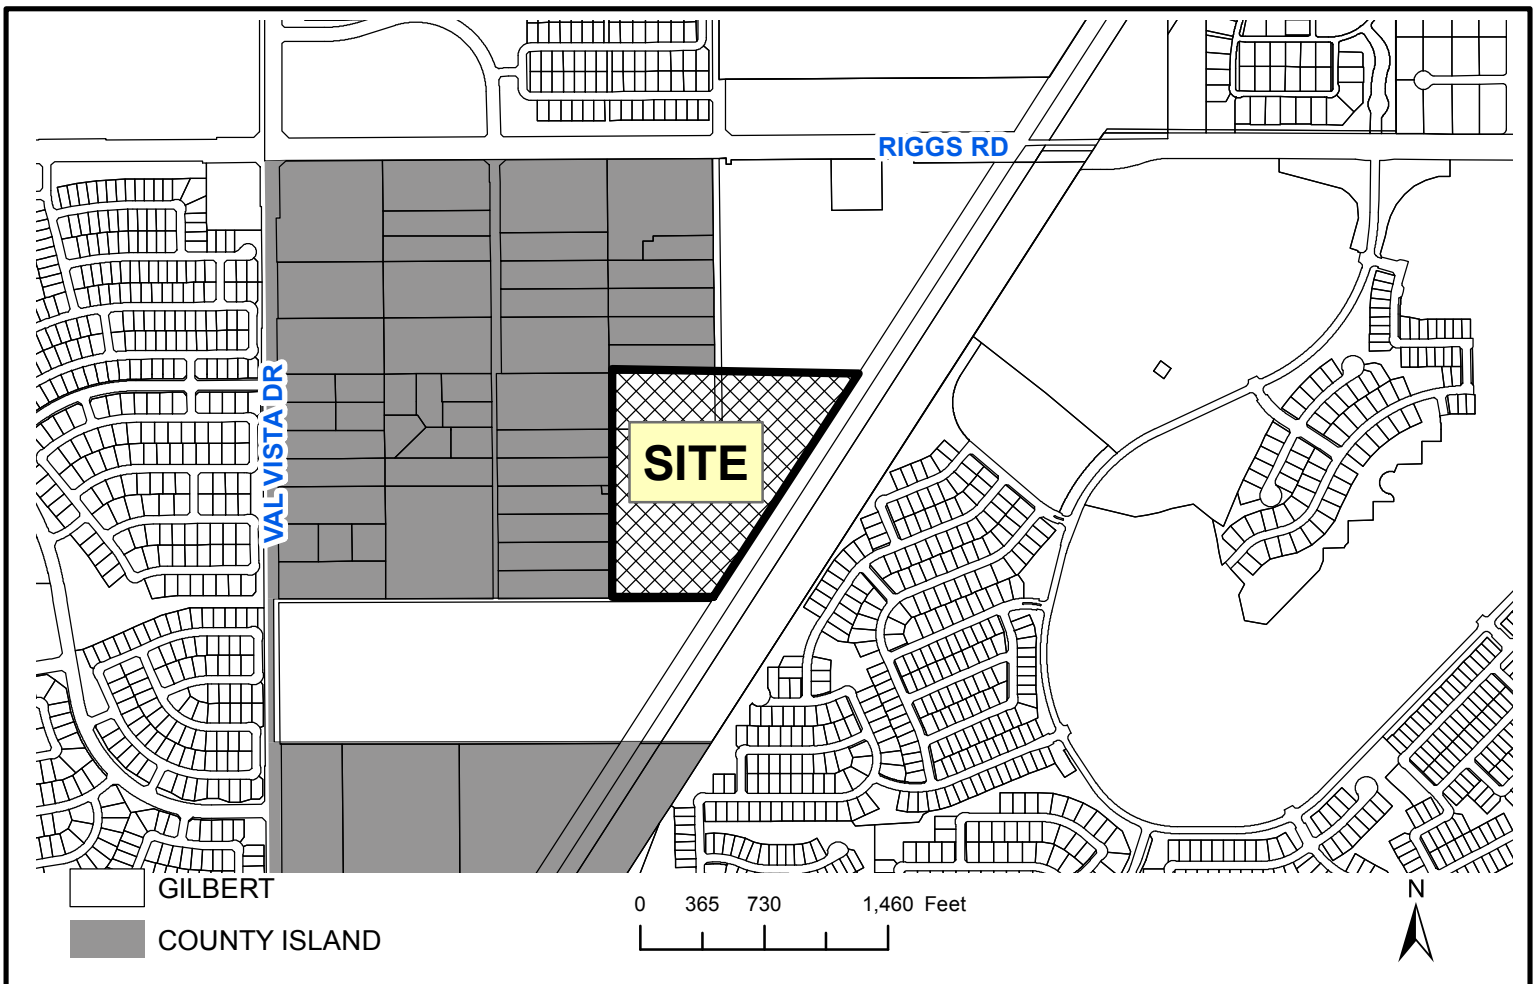 RIGGS RD
VAL VISTA DR
SITE
GILBERT
COUNTY ISLAND
0 365 730 1,460 Feet
N